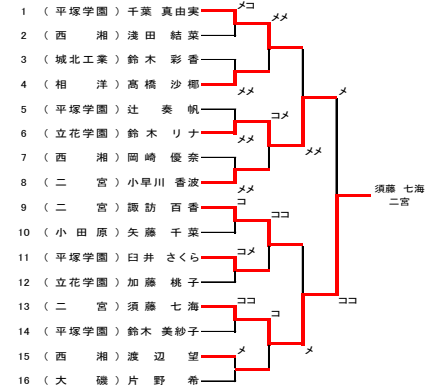 1 （平塚学園）千葉 真由実
2 （西　湘）淺田 結菜
3 （城北工業）鈴木 彩香
4 （相　洋）髙橋 沙椰
5 （平塚学園）辻 奏帆
6 （立花学園）鈴木 リナ
7 （西　湘）岡崎 優奈
8 （二　宮）小早川 香波
9 （二　宮）諏訪 百香
10 （小田原）矢藤 千菜
11 （平塚学園）臼井 さくら
12 （立花学園）加藤 桃子
13 （二　宮）須藤 七海
14 （平塚学園）鈴木 美紗子
15 （西　湘）渡辺 望
16 （大　磯）片野 希
メコ
メメ
メメ
コメ
メメ
メメ
メメ
メ
コ
ココ
コメ
ココ
コ
メ
メ
ココ
須藤 七海
二宮